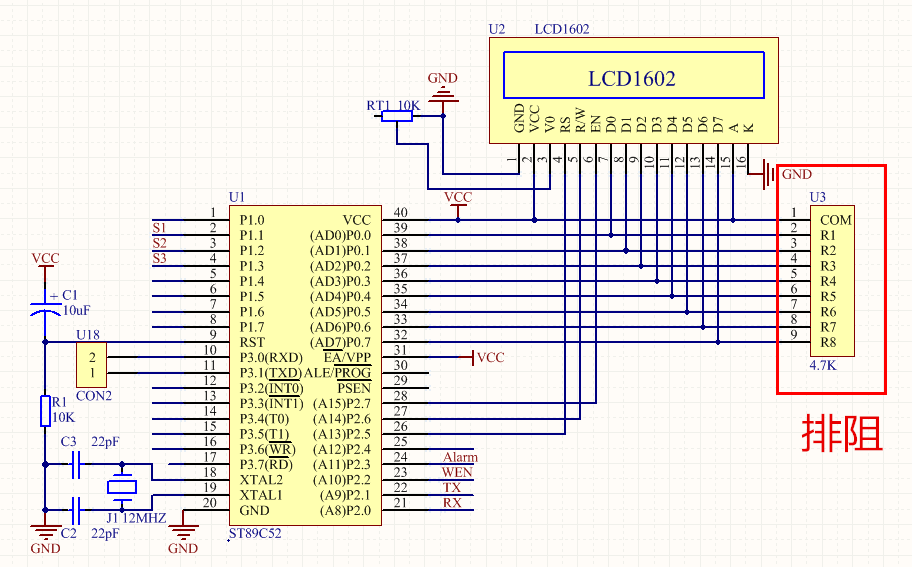 U2 LCD1602
LCD1602
GND VCC V0 RS R/W EN D0 D1 D2 D3 D4 D5 D6 D7 A K
1 2 3 4 5 6 7 8 9 10 11 12 13 14 15 16
GND
RT1 10K
GND
U1
1 P1.0 VCC 40
VCC
S1 2 P1.1 (AD0)P0.0 39
S2 3 P1.2 (AD1)P0.1 38
S3 4 P1.3 (AD2)P0.2 37
5 P1.4 (AD3)P0.3 36
6 P1.5 (AD4)P0.4 35
7 P1.6 (AD5)P0.5 34
8 P1.7 (AD6)P0.6 33
9 RST (AD7)P0.7 32
10 P3.0(RXD) EA/VPP 31 VCC
11 P3.1(TXD) ALE/PROG 30
12 P3.2(INT0) PSEN 29
13 P3.3(INT1) (A15)P2.7 28
14 P3.4(T0) (A14)P2.6 27
15 P3.5(T1) (A13)P2.5 26
16 P3.6(WR) (A12)P2.4 25
17 P3.7(RD) (A11)P2.3 24 Alarm
18 XTAL2 (A10)P2.2 23 WEN
19 XTAL1 (A9)P2.1 22 TX
20 GND (A8)P2.0 21 RX
ST89C52
GND
VCC
+ C1
10uF
U18
2
1
CON2
R1
10K
C3 22pF
J1 12MHZ
C2 22pF
GND
U3
1 COM
2 R1
3 R2
4 R3
5 R4
6 R5
7 R6
8 R7
9 R8
4.7K
排阻